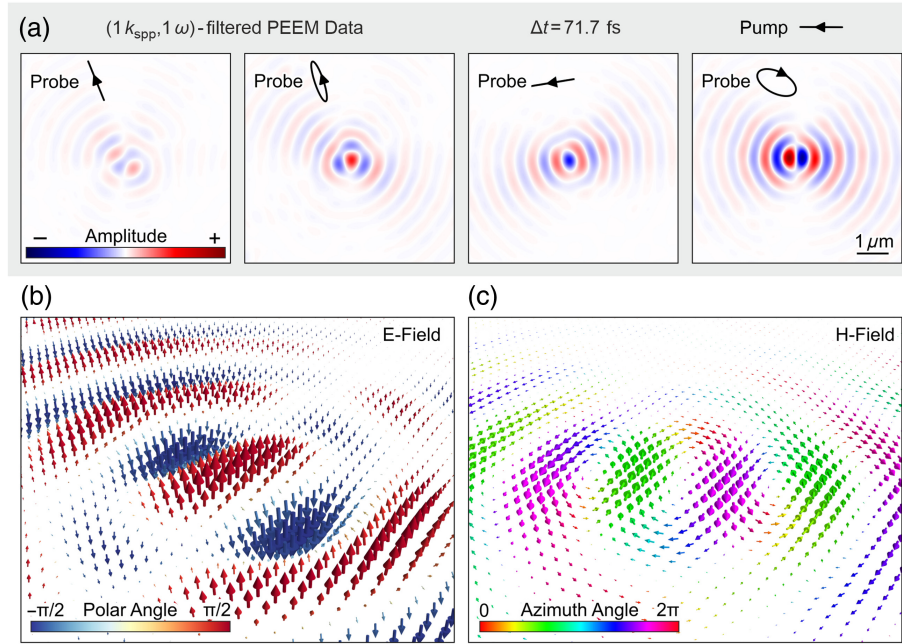 (a) (1 kspp, 1 ω) - filtered PEEM Data Δt = 71.7 fs Pump
Probe Probe Probe Probe
− Amplitude + 1 μm
(b) (c)
E-Field H-Field
−π/2 Polar Angle π/2 0 Azimuth Angle 2π